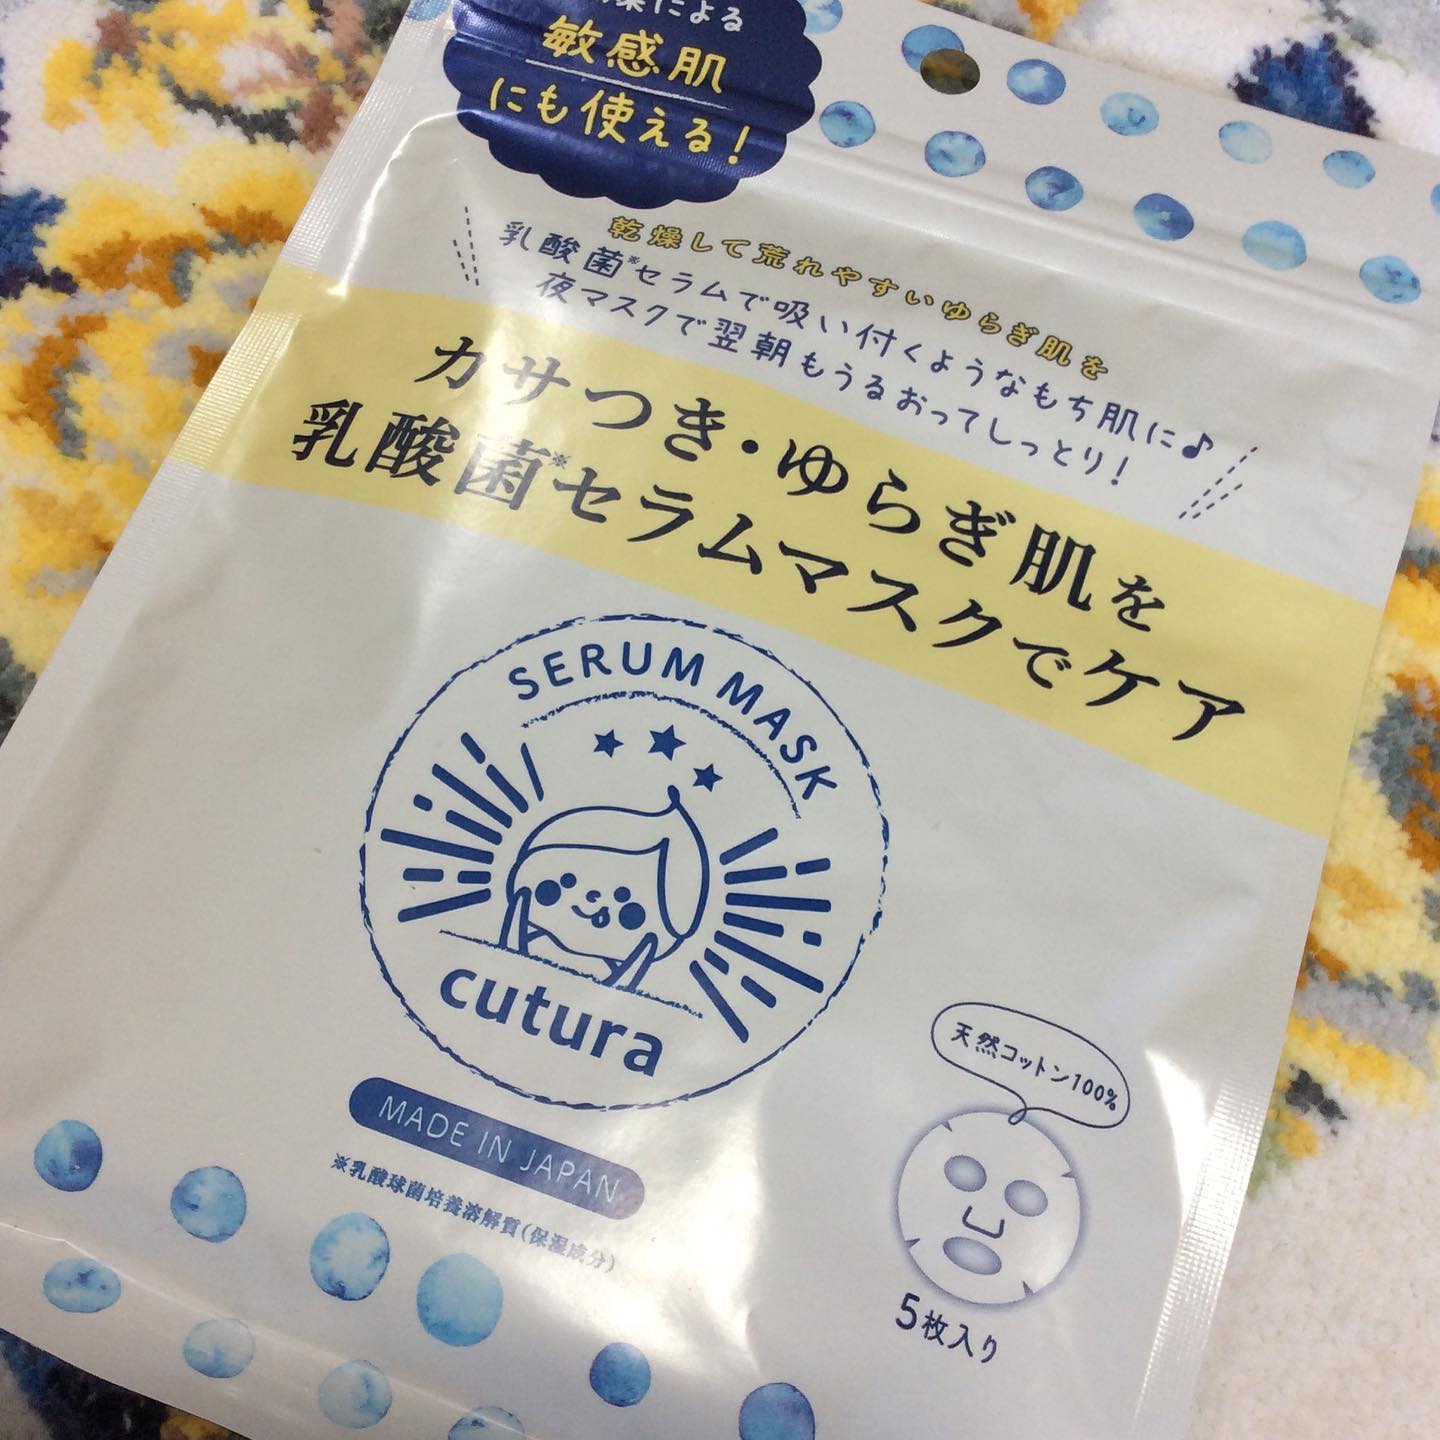 燥による
敏感肌
にも使える!
乾燥して荒れやすいゆらぎ肌を
乳酸菌※セラムで吸い付くようなもち肌に♪
夜マスクで翌朝もうるおってしっとり!
カサつき・ゆらぎ肌を
乳酸菌※セラムマスクでケア
SERUM MASK
cutura
MADE IN JAPAN
※乳酸球菌培養溶解質(保湿成分)
天然コットン100%
5枚入り